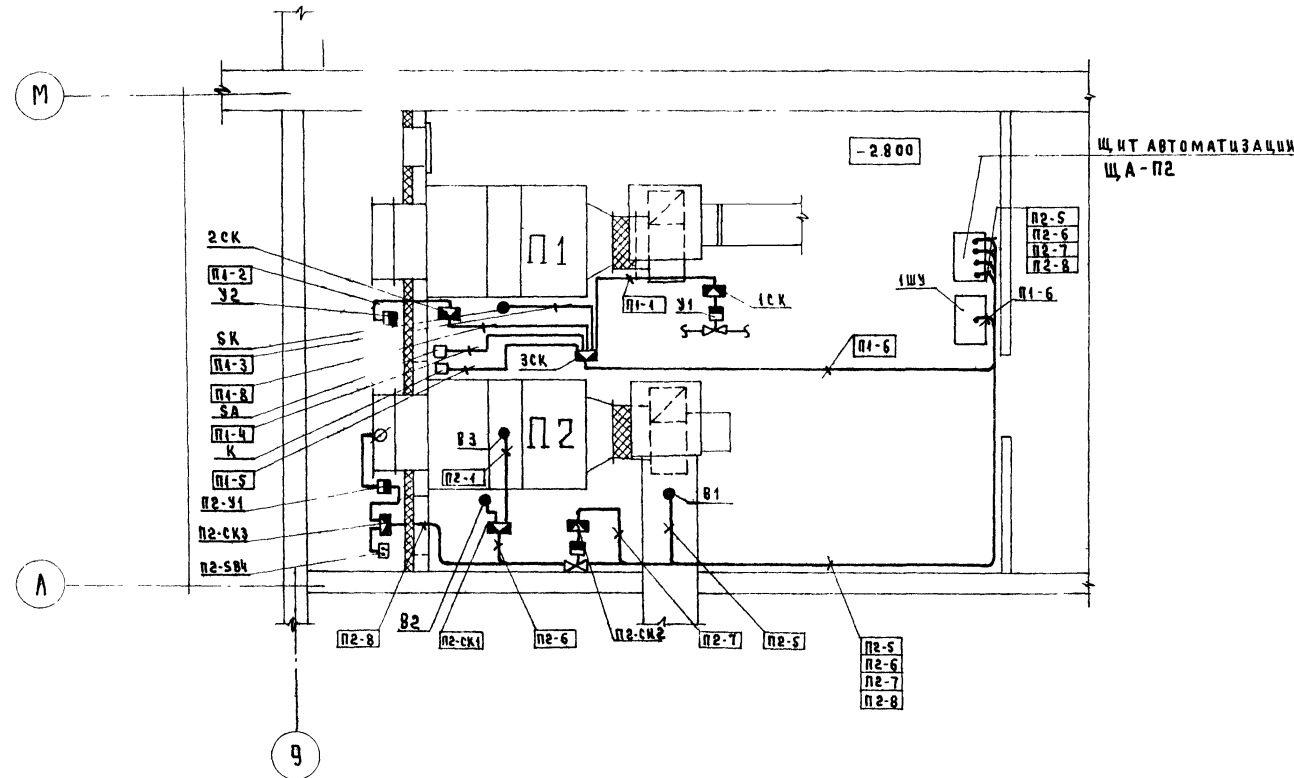 М
-2.800
ЩИТ АВТОМАТИЗАЦИИ
ЩА-П2
П2-5
П2-6
П2-7
П2-8
2СК
П1-2
У2
П1
1ШУ
П1-6
П1-1
У1
1СК
SK
П1-3
П1-8
SA
П1-4
К
П1-5
3СК
П1-6
П2
В3
П2-1
В1
П2-У1
П2-СК3
П2-SB4
Л
П2-8
В2
П2-СК1
П2-6
П2-СК2
П2-7
П2-5
П2-5
П2-6
П2-7
П2-8
9